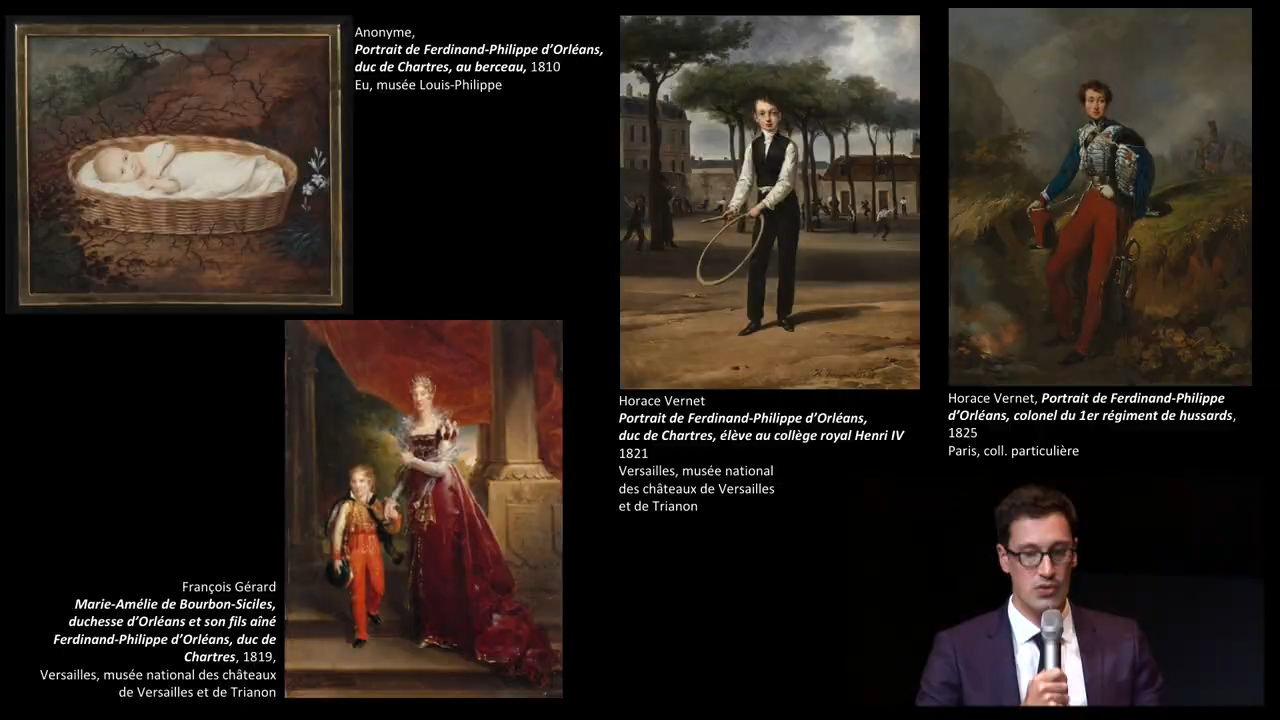 Anonyme,
Portrait de Ferdinand-Philippe d'Orléans,
duc de Chartres, au berceau, 1810
Eu, musée Louis-Philippe
François Gérard
Marie-Amélie de Bourbon-Siciles,
duchesse d'Orléans et son fils aîné
Ferdinand-Philippe d'Orléans, duc de
Chartres, 1819,
Versailles, musée national des châteaux
de Versailles et de Trianon
Horace Vernet
Portrait de Ferdinand-Philippe d'Orléans,
duc de Chartres, élève au collège royal Henri IV
1821
Versailles, musée national
des châteaux de Versailles
et de Trianon
Horace Vernet, Portrait de Ferdinand-Philippe
d'Orléans, colonel du 1er régiment de hussards,
1825
Paris, coll. particulière